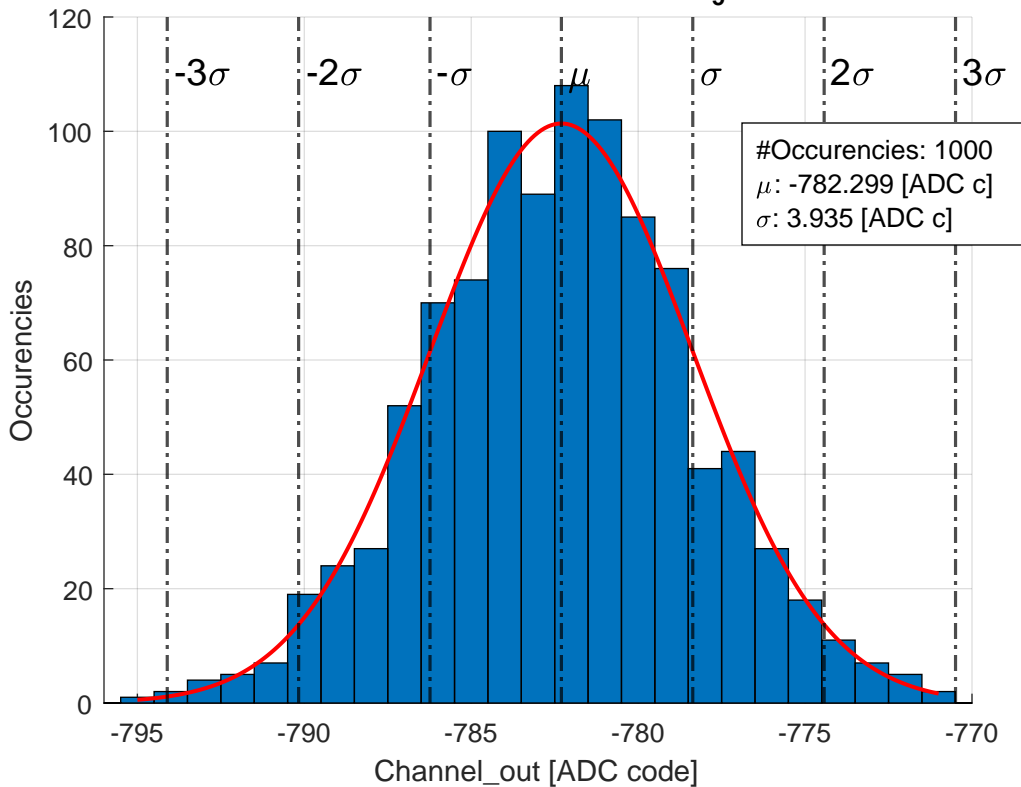 120
100
80
60
40
20
0
-3σ
-2σ
-σ
μ
σ
2σ
3σ
#Occurencies: 1000
μ: -782.299 [ADC c]
σ: 3.935 [ADC c]
Occurencies
-795
-790
-785
-780
-775
-770
Channel_out [ADC code]